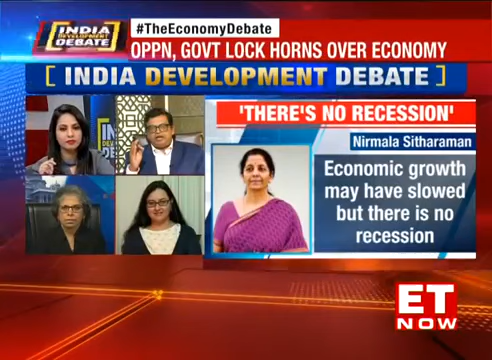 INDIA
DEVELOPMENT
DEBATE
#TheEconomyDebate
OPPN, GOVT LOCK HORNS OVER ECONOMY
[ INDIA DEVELOPMENT DEBATE ]
'THERE'S NO RECESSION'
Nirmala Sitharaman
Economic growth
may have slowed
but there is no
recession
ET
NOW